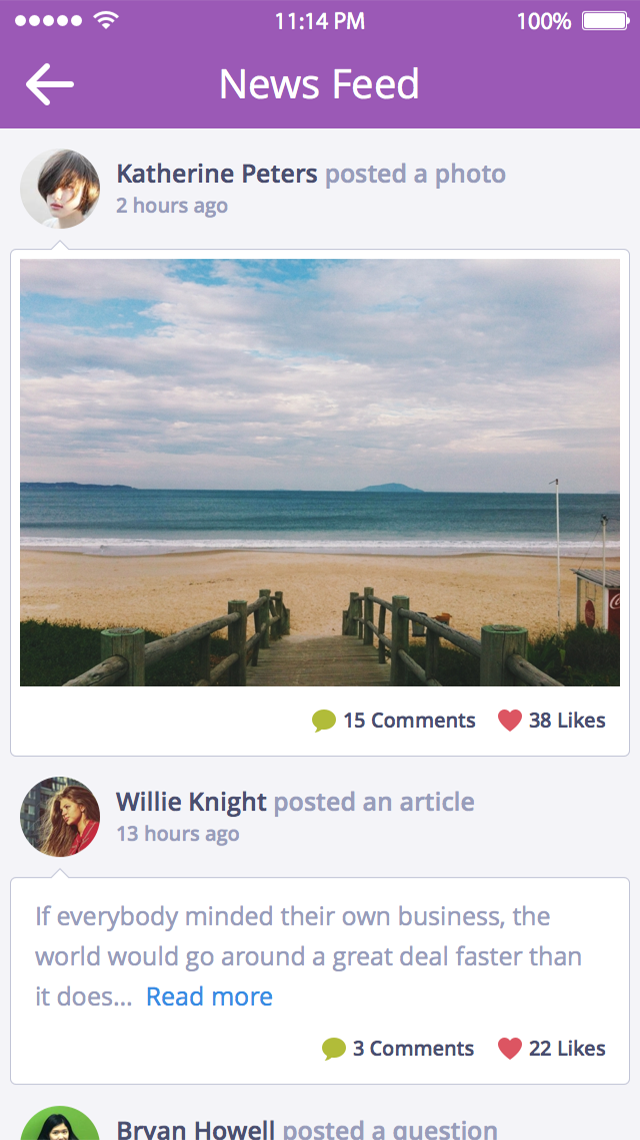 11:14 PM 100%
News Feed
Katherine Peters posted a photo
2 hours ago
15 Comments 38 Likes
Willie Knight posted an article
13 hours ago
If everybody minded their own business, the
world would go around a great deal faster than
it does... Read more
3 Comments 22 Likes
Bryan Howell posted a question